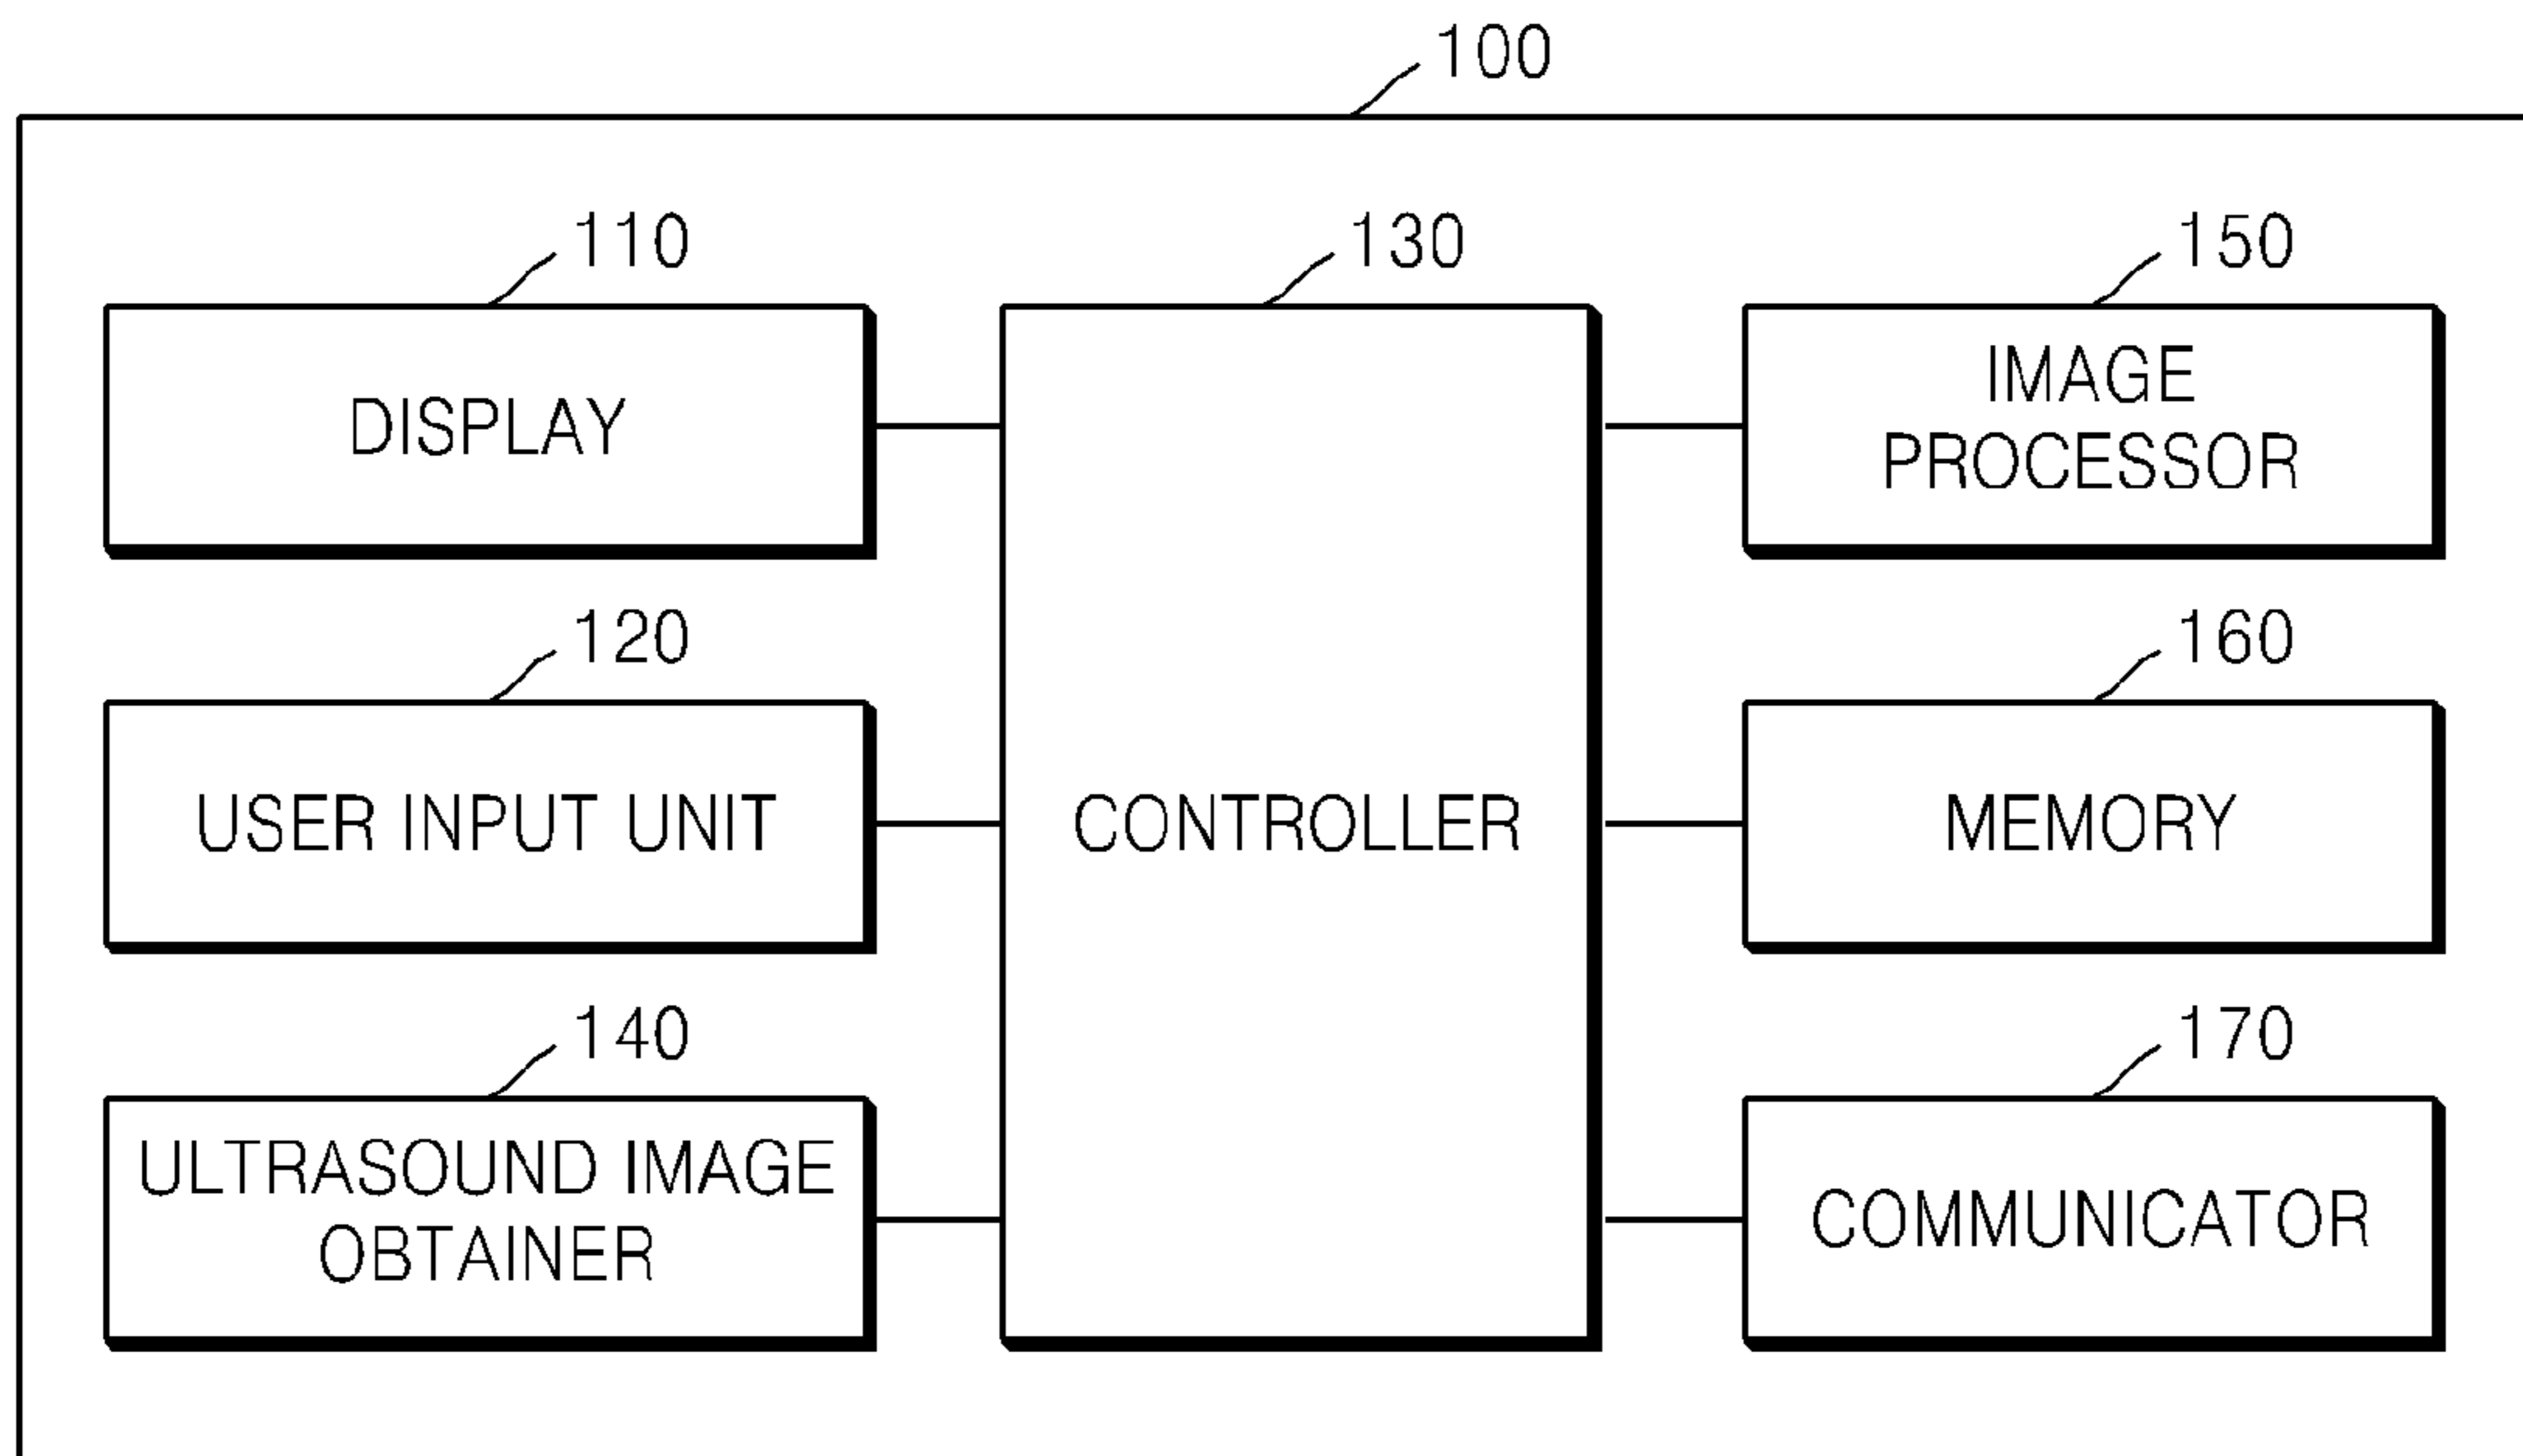 100
110
130
150
DISPLAY
IMAGE
PROCESSOR
120
160
USER INPUT UNIT
CONTROLLER
MEMORY
140
170
ULTRASOUND IMAGE
OBTAINER
COMMUNICATOR